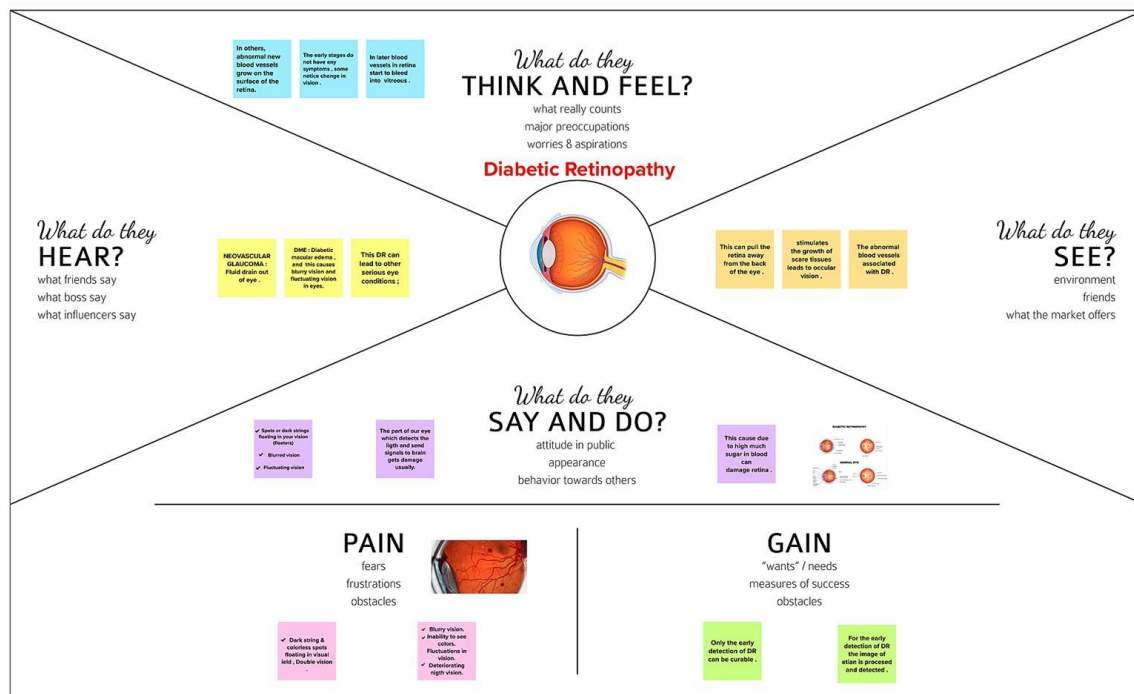 In others,
abnormal new
blood vessels
grow on the
surface of the
retina.
The early stages do
not have any
symptoms , some
notice change in
vision .
In later blood
vessels in retina
start to bleed
into vitreous .
What do they
THINK AND FEEL?
what really counts
major preoccupations
worries & aspirations
Diabetic Retinopathy
What do they
HEAR?
what friends say
what boss say
what influencers say
NEOVASCULAR
GLAUCOMA :
Fluid drain out
of eye .
DME : Diabetic
macular edema ,
and this causes
blurry vision and
fluctuating vision
in eyes.
This DR can
lead to other
serious eye
conditions ;
This can pull the
retina away
from the back
of the eye .
stimulates
the growth of
scare tissues
leads to occular
vision .
The abnormal
blood vessels
associated
with DR .
What do they
SEE?
environment
friends
what the market offers
What do they
SAY AND DO?
attitude in public
appearance
behavior towards others
✓ Spots or dark strings
floating in your vision
(floaters)
✓ Blurred vision
✓ Fluctuating vision
The part of our eye
which detects the
ligth and send
signals to brain
gets damage
usually.
This cause due
to high much
sugar in blood
can
damage retina .
DIABETIC RETINOPATHY
NORMAL EYE
PAIN
fears
frustrations
obstacles
✓ Dark string &
colorless spots
floating in visual
ield , Double vision
.
✓ Blurry vision,
✓ Inability to see
colors.
Fluctuations in
vision.
✓ Deteriorating
nigth vision.
GAIN
"wants" / needs
measures of success
obstacles
Only the early
detection of DR
can be curable .
For the early
detection of DR
the image of
etian is procesed
and detected .